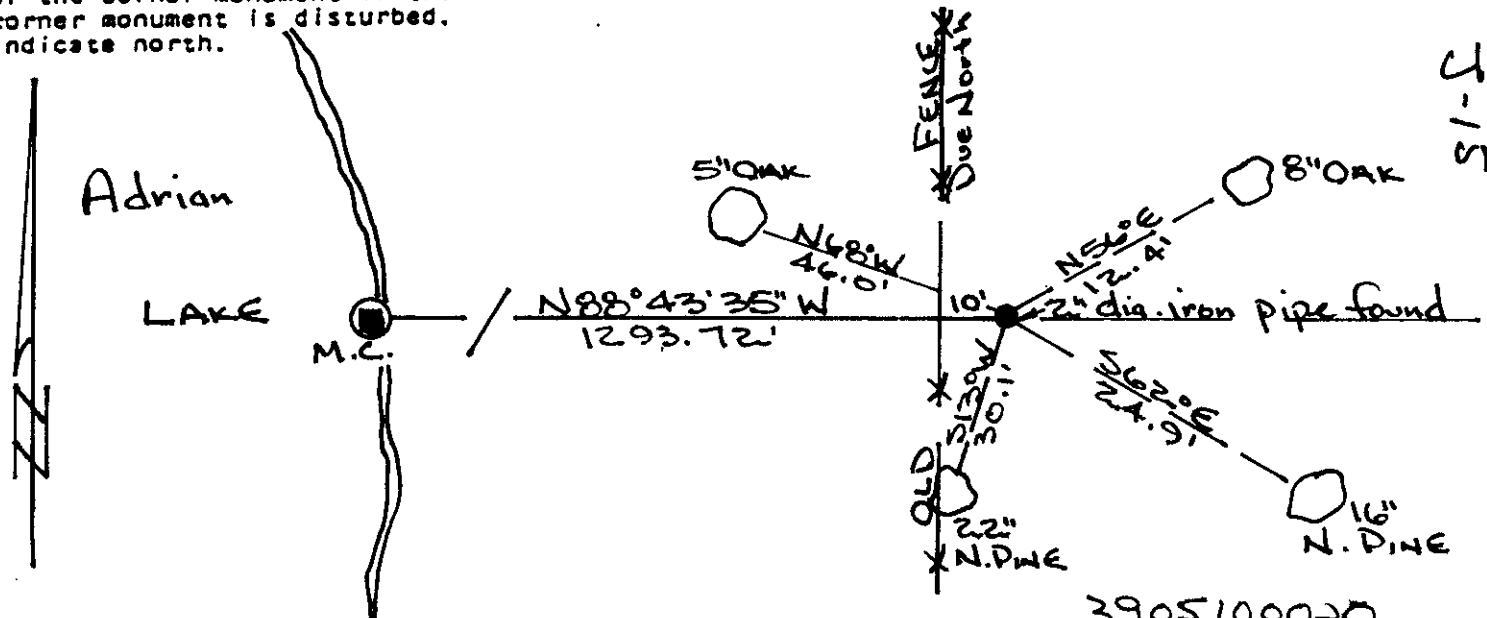 corner monument is disturbed.
indicate north.
Adrian
LAKE
M.C.
N88°43'35" W
1293.72'
5" OAK
N68°W
46.0'
FENCE
Due North
8" OAK
N56°E
12.4'
10'
2" dia. iron pipe found
S13°W
30.1'
S62°E
24.9'
OLD
22"
N. PINE
16"
N. PINE
N